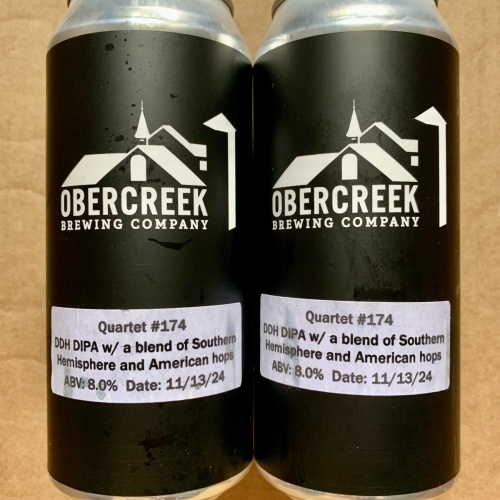 OBERCREEK
BREWING COMPANY
Quartet #174
DDH DIPA w/ a blend of Southern
Hemisphere and American hops
ABV: 8.0% Date: 11/13/24
OBERCREEK
BREWING COMPANY
Quartet #174
DDH DIPA w/ a blend of Southern
Hemisphere and American hops
ABV: 8.0% Date: 11/13/24